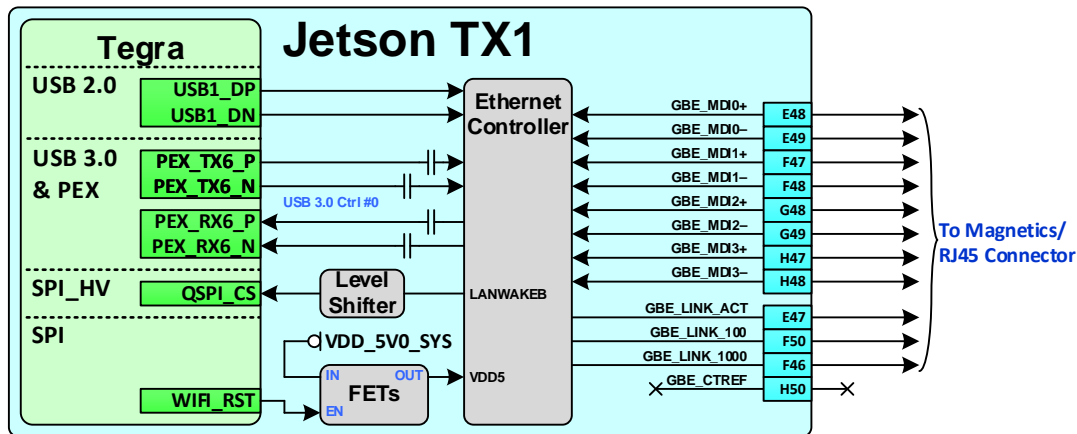 Jetson TX1
Tegra
USB 2.0
USB1_DP
USB1_DN
USB 3.0
& PEX
PEX_TX6_P
PEX_TX6_N
USB 3.0 Ctrl #0
PEX_RX6_P
PEX_RX6_N
SPI_HV
QSPI_CS
SPI
WIFI_RST
Level
Shifter
VDD_5V0_SYS
IN
OUT
FETs
EN
Ethernet
Controller
LANWAKEB
VDD5
GBE_MDI0+ E48
GBE_MDI0– E49
GBE_MDI1+ F47
GBE_MDI1– F48
GBE_MDI2+ G48
GBE_MDI2– G49
GBE_MDI3+ H47
GBE_MDI3– H48
GBE_LINK_ACT E47
GBE_LINK_100 F50
GBE_LINK_1000 F46
GBE_CTREF H50
To Magnetics/
RJ45 Connector